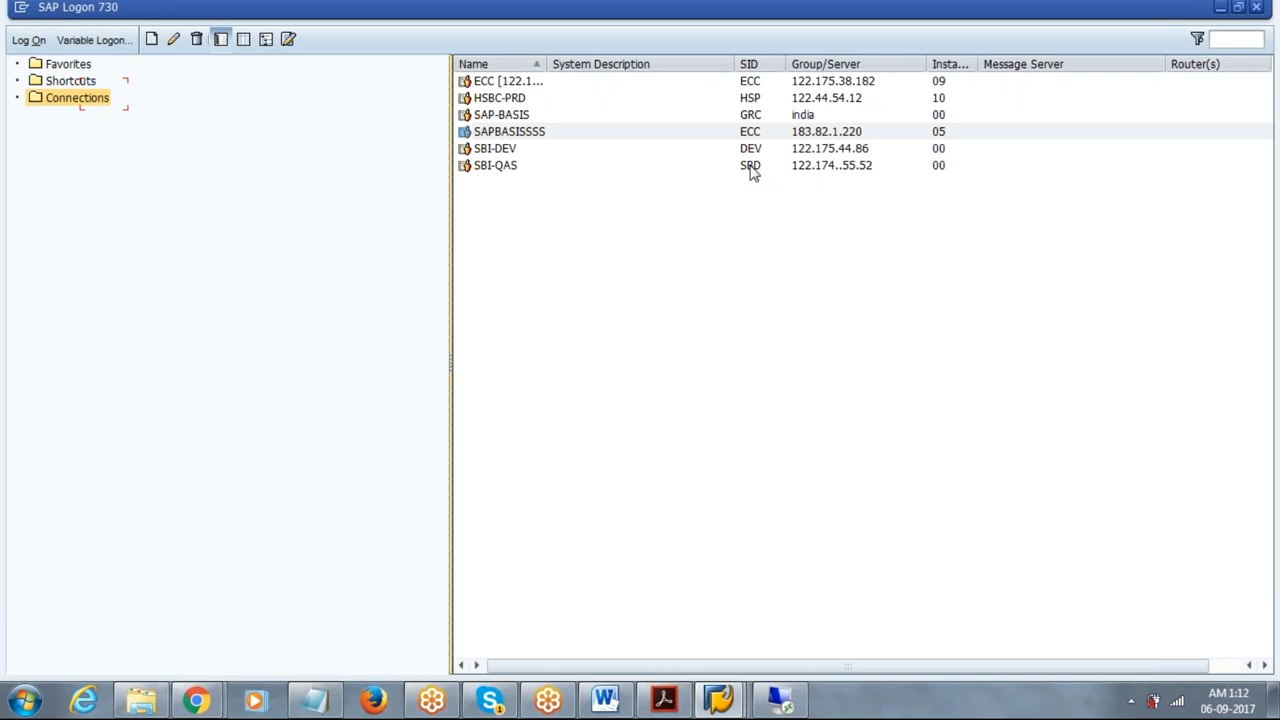 SAP Logon 730
Log On Variable Logon...
Favorites
Shortcuts
Connections
Name System Description SID Group/Server Insta... Message Server Router(s)
ECC [122.1... ECC 122.175.38.182 09
HSBC-PRD HSP 122.44.54.12 10
SAP-BASIS GRC india 00
SAPBASISSSS ECC 183.82.1.220 05
SBI-DEV DEV 122.175.44.86 00
SBI-QAS 122.174..55.52 00
AM 1:12
06-09-2017